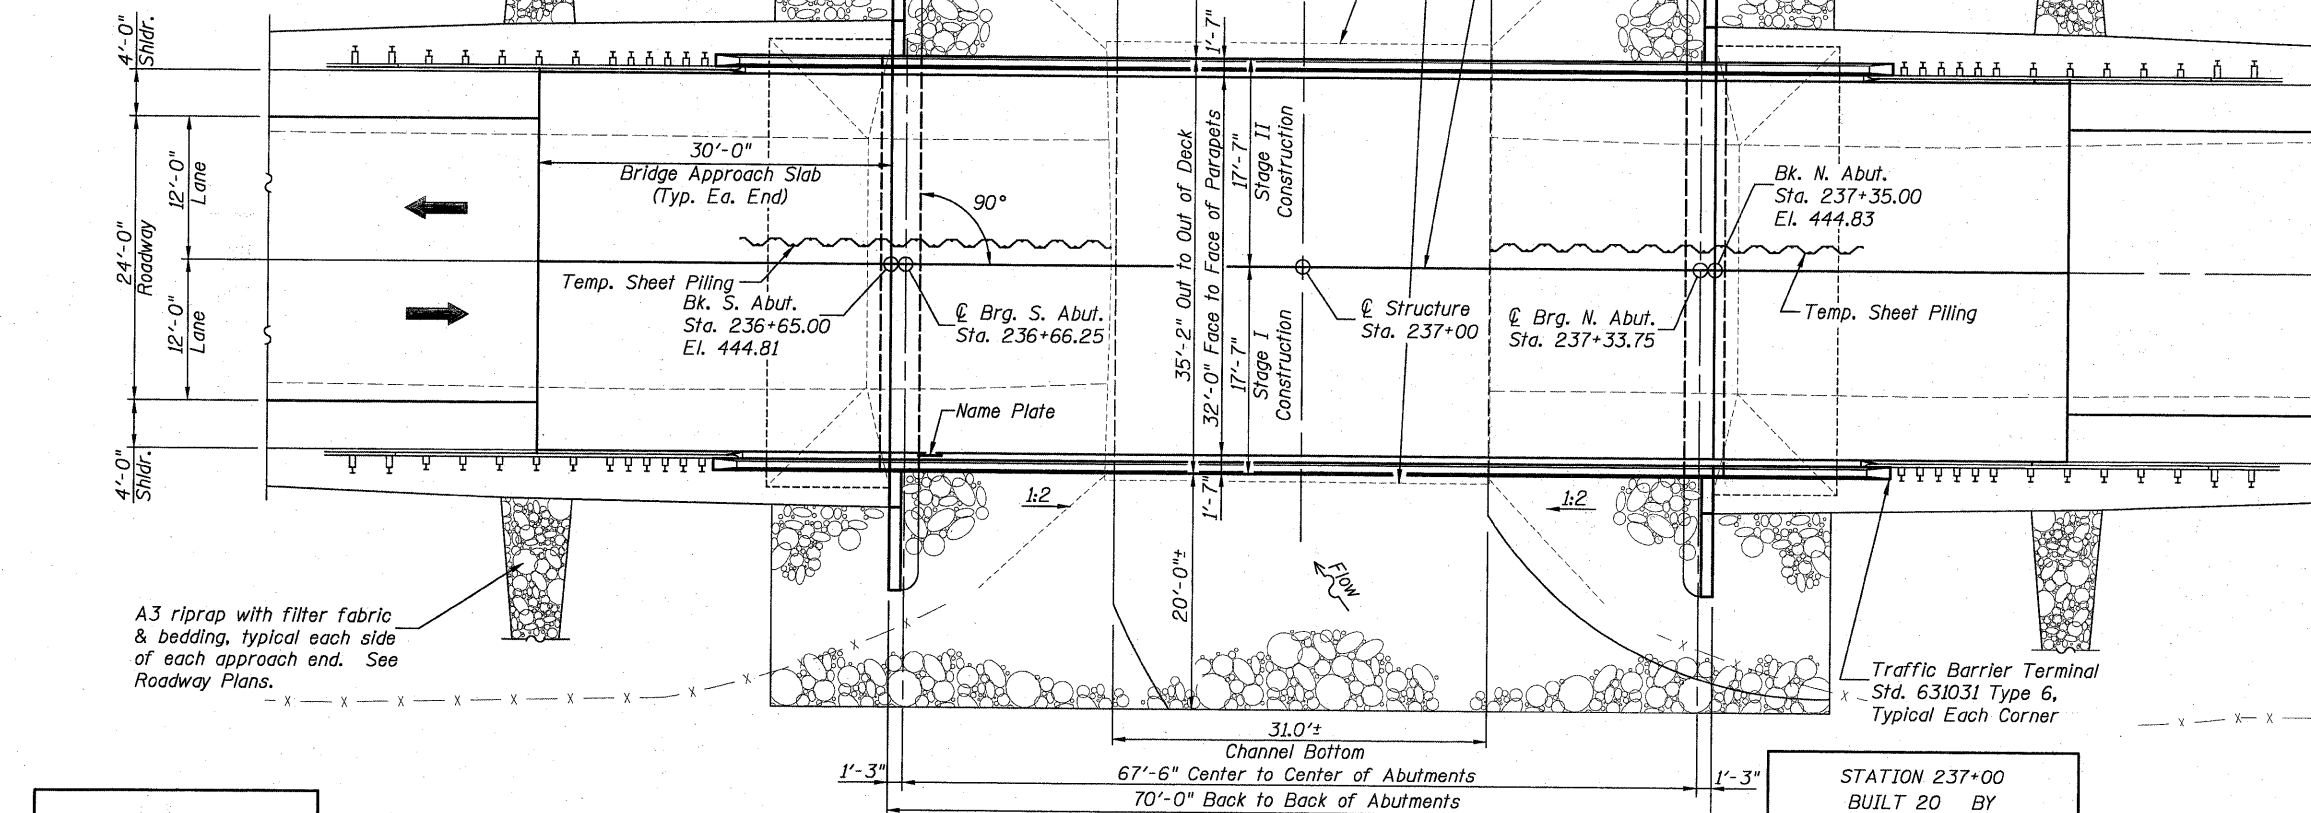 4'-0"
Shldr.
1'-7"
12'-0"
Lane
24'-0"
Roadway
12'-0"
Lane
4'-0"
Shldr.
30'-0"
Bridge Approach Slab
(Typ. Ea. End)
90°
Temp. Sheet Piling
Bk. S. Abut.
Sta. 236+65.00
El. 444.81
℄ Brg. S. Abut.
Sta. 236+66.25
Name Plate
35'-2" Out to Out of Deck
32'-0" Face to Face of Parapets
17'-7"
Stage II
Construction
17'-7"
Stage I
Construction
℄ Structure
Sta. 237+00
℄ Brg. N. Abut.
Sta. 237+33.75
Bk. N. Abut.
Sta. 237+35.00
El. 444.83
Temp. Sheet Piling
1:2
1'-7"
1:2
20'-0"±
Flow
A3 riprap with filter fabric
& bedding, typical each side
of each approach end. See
Roadway Plans.
x x x x x x x x x x x x x x
Traffic Barrier Terminal
Std. 631031 Type 6,
Typical Each Corner
31.0'±
Channel Bottom
1'-3"
67'-6" Center to Center of Abutments
1'-3"
70'-0" Back to Back of Abutments
STATION 237+00
BUILT 20 BY